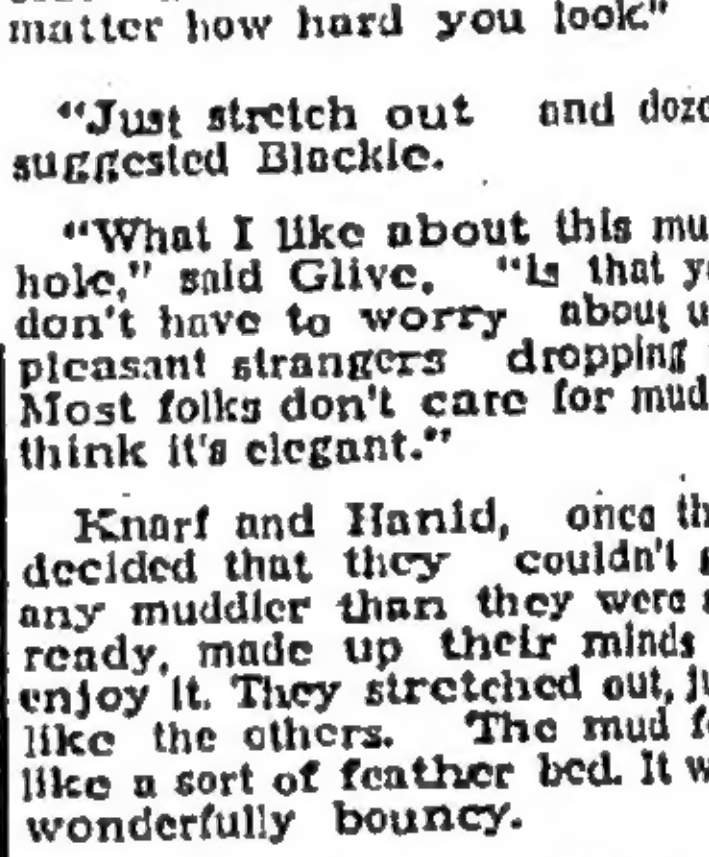 matter how hard you look"
"Just stretch out and doze
suggested Blackie.
"What I like about this mu
hole," said Glive, "is that y
don't have to worry about u
pleasant strangers dropping
Most folks don't care for mud
think it's elegant."
Knarf and Hanid, once th
decided that they couldn't g
any muddier than they were a
ready, made up their minds
enjoy it. They stretched out, ju
like the others. The mud f
like a sort of feather bed. It w
wonderfully bouncy.